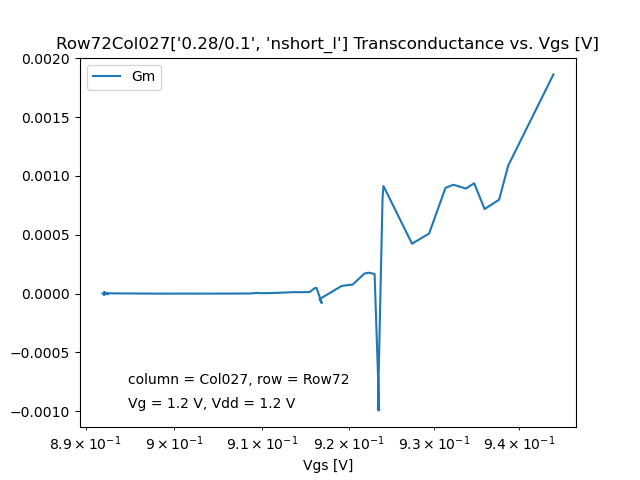 Row72Col027['0.28/0.1', 'nshort_l'] Transconductance vs. Vgs [V]
0.0020
Gm
0.0015
0.0010
0.0005
0.0000
−0.0005
column = Col027, row = Row72
Vg = 1.2 V, Vdd = 1.2 V
−0.0010
8.9 × 10⁻¹ 9 × 10⁻¹ 9.1 × 10⁻¹ 9.2 × 10⁻¹ 9.3 × 10⁻¹ 9.4 × 10⁻¹
Vgs [V]